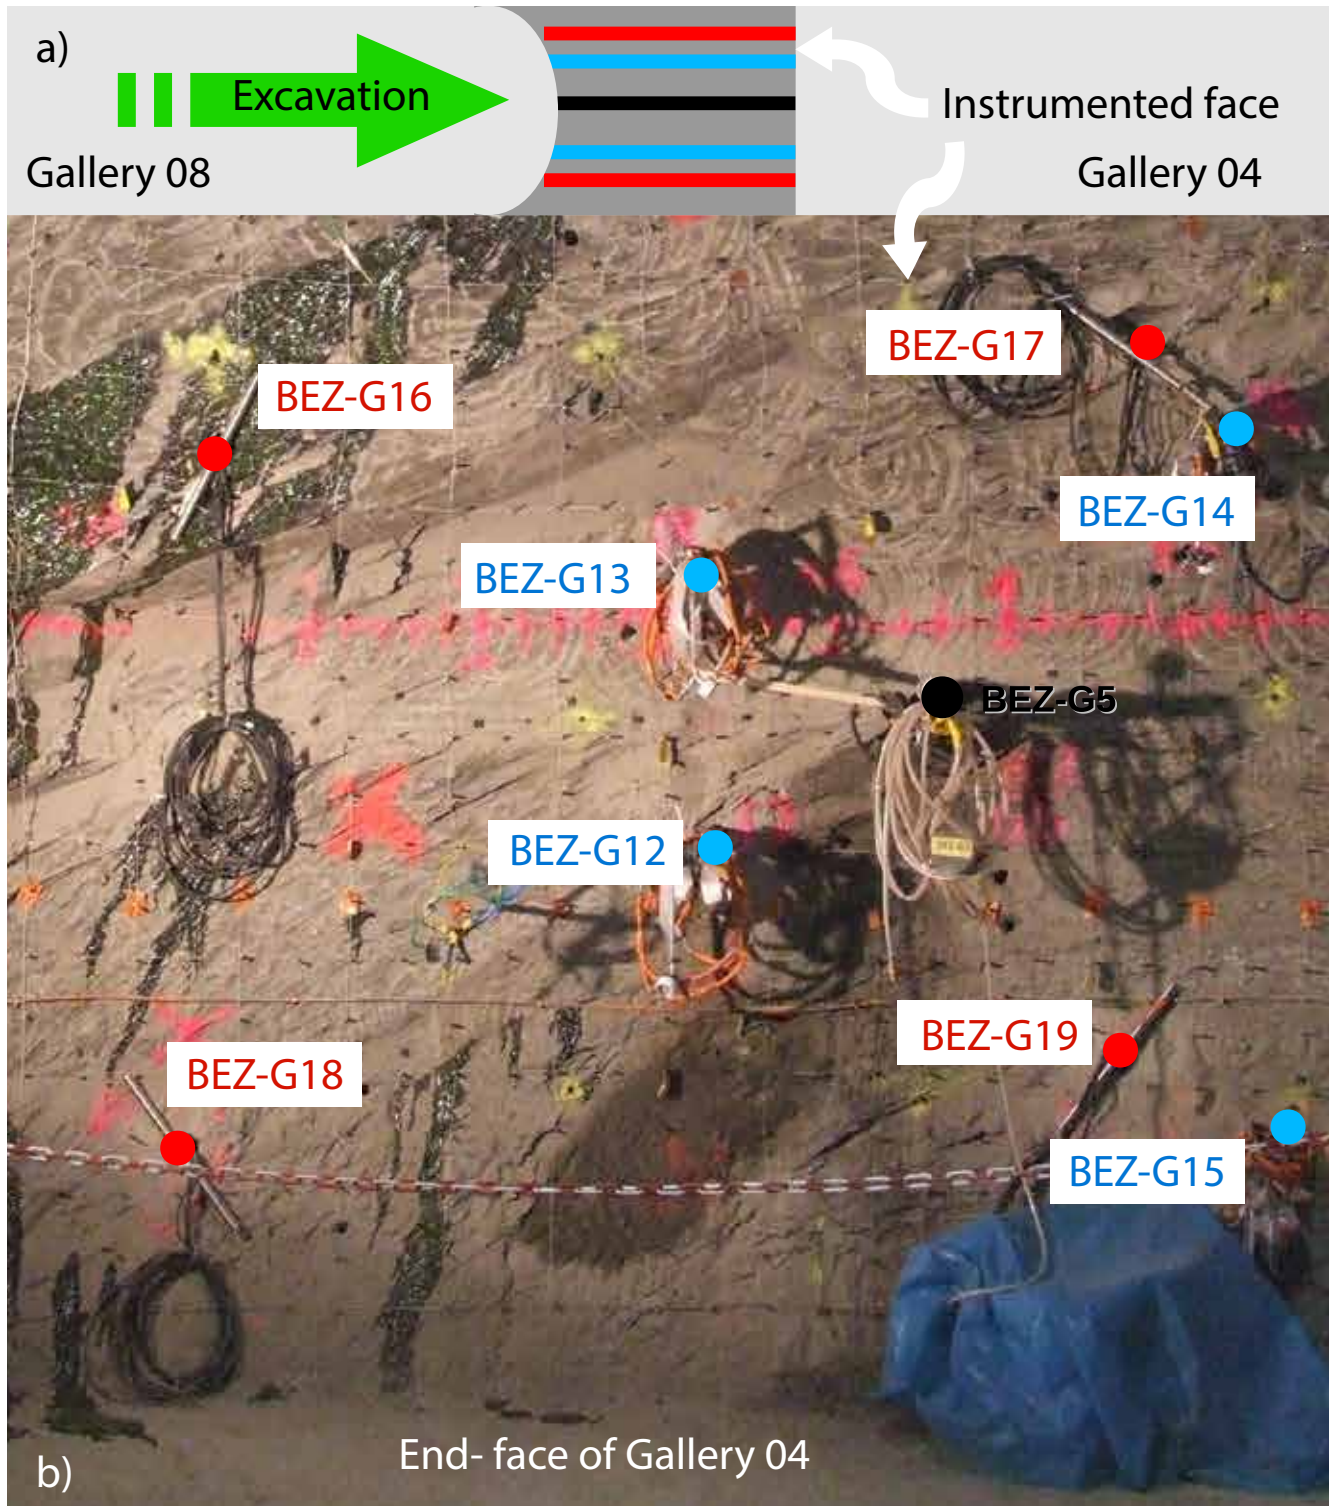 a)
Excavation
Instrumented face
Gallery 08
Gallery 04
BEZ-G17
BEZ-G16
BEZ-G14
BEZ-G13
BEZ-G5
BEZ-G12
BEZ-G19
BEZ-G18
BEZ-G15
End- face of Gallery 04
b)